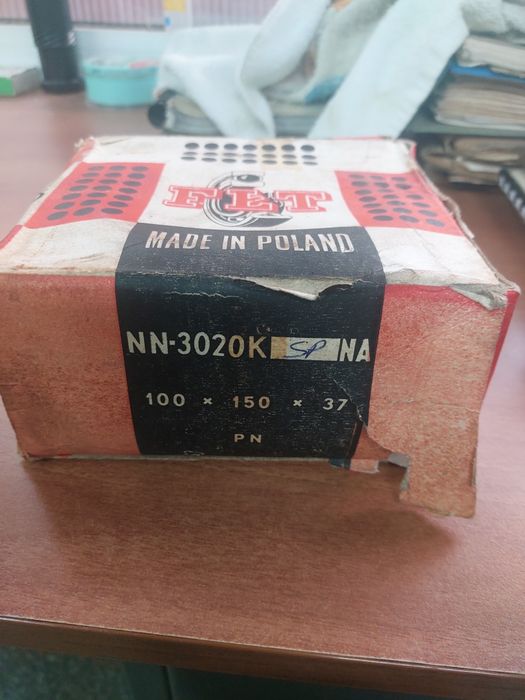 FŁT
MADE IN POLAND
NN-3020K SP NA
100 × 150 × 37
PN